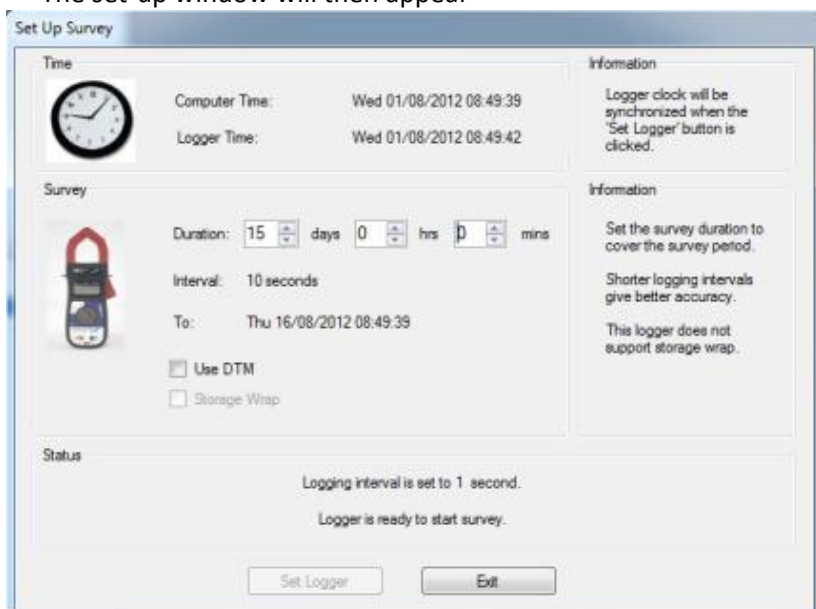 The set-up window will then appear
Set Up Survey
Time
Computer Time: Wed 01/08/2012 08:49:39
Logger Time: Wed 01/08/2012 08:49:42
Information
Logger clock will be
synchronized when the
'Set Logger' button is
clicked.
Survey
Duration: 15 days 0 hrs 0 mins
Interval: 10 seconds
To: Thu 16/08/2012 08:49:39
Use DTM
Storage Wrap
Information
Set the survey duration to
cover the survey period.
Shorter logging intervals
give better accuracy.
This logger does not
support storage wrap.
Status
Logging interval is set to 1 second.
Logger is ready to start survey.
Set Logger Exit